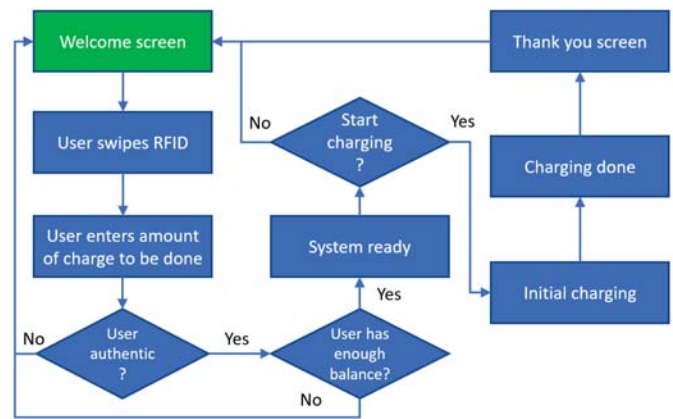 Welcome screen
User swipes RFID
User enters amount
of charge to be done
User
authentic
?
No
Yes
User has
enough
balance?
No
Yes
System ready
Start
charging
?
No
Yes
Initial charging
Charging done
Thank you screen